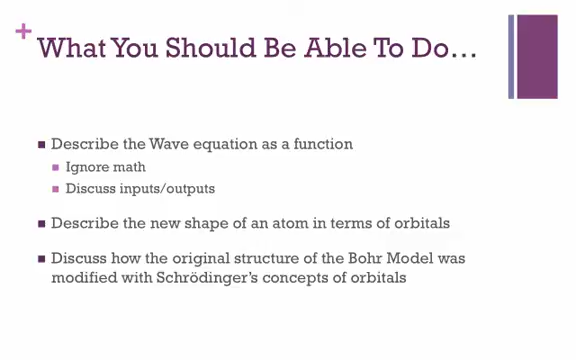 +
What You Should Be Able To Do...
■ Describe the Wave equation as a function
■ Ignore math
■ Discuss inputs/outputs
■ Describe the new shape of an atom in terms of orbitals
■ Discuss how the original structure of the Bohr Model was
modified with Schrödinger's concepts of orbitals